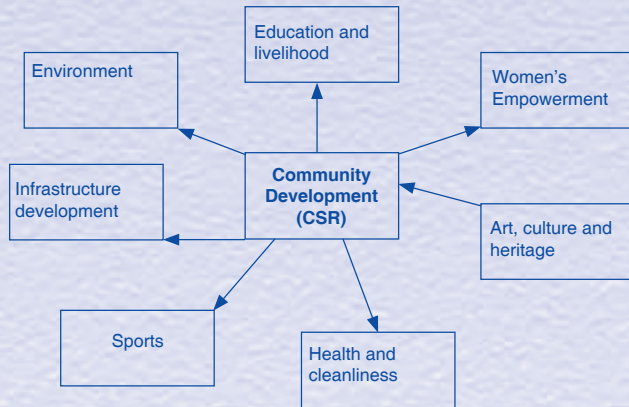 Education and
livelihood
Environment
Women's
Empowerment
Community
Development
(CSR)
Infrastructure
development
Art, culture and
heritage
Sports
Health and
cleanliness